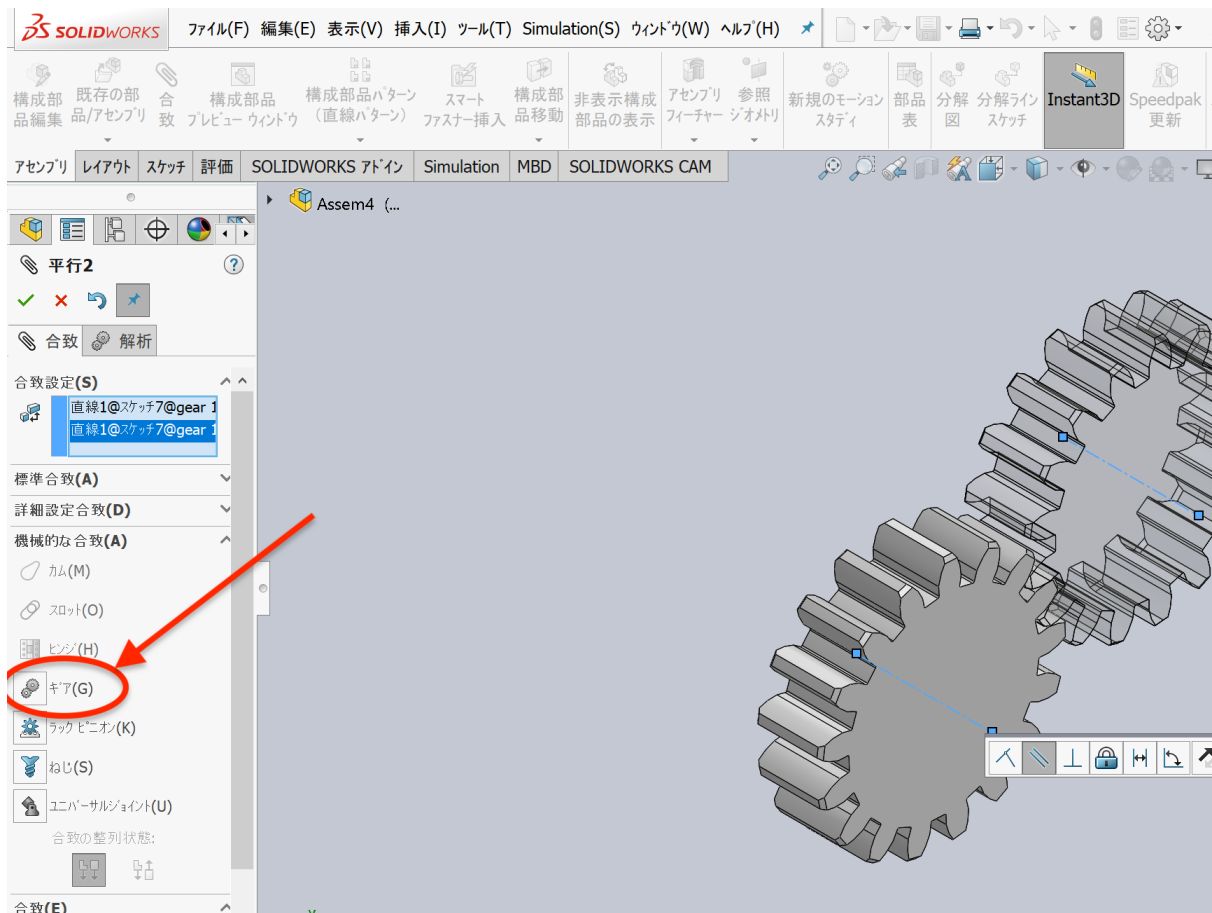 SOLIDWORKS
ファイル(F) 編集(E) 表示(V) 挿入(I) ツール(T) Simulation(S) ウィンドウ(W) ヘルプ(H)
構成部品編集
既存の部品/アセンブリ
合致
構成部品プレビュー ウィンドウ
構成部品パターン（直線パターン）
スマートファスナー挿入
構成部品移動
非表示構成部品の表示
アセンブリフィーチャー
参照ジオメトリ
新規のモーションスタディ
部品表
分解図
分解ラインスケッチ
Instant3D
Speedpak更新
アセンブリ レイアウト スケッチ 評価 SOLIDWORKS アドイン Simulation MBD SOLIDWORKS CAM
Assem4 (...
平行2
合致 解析
合致設定(S)
直線1@スケッチ7@gear 1
直線1@スケッチ7@gear 1
標準合致(A)
詳細設定合致(D)
機械的な合致(A)
カム(M)
スロット(O)
ヒンジ(H)
ギア(G)
ラック ピニオン(K)
ねじ(S)
ユニバーサルジョイント(U)
合致の整列状態:
合致(E)